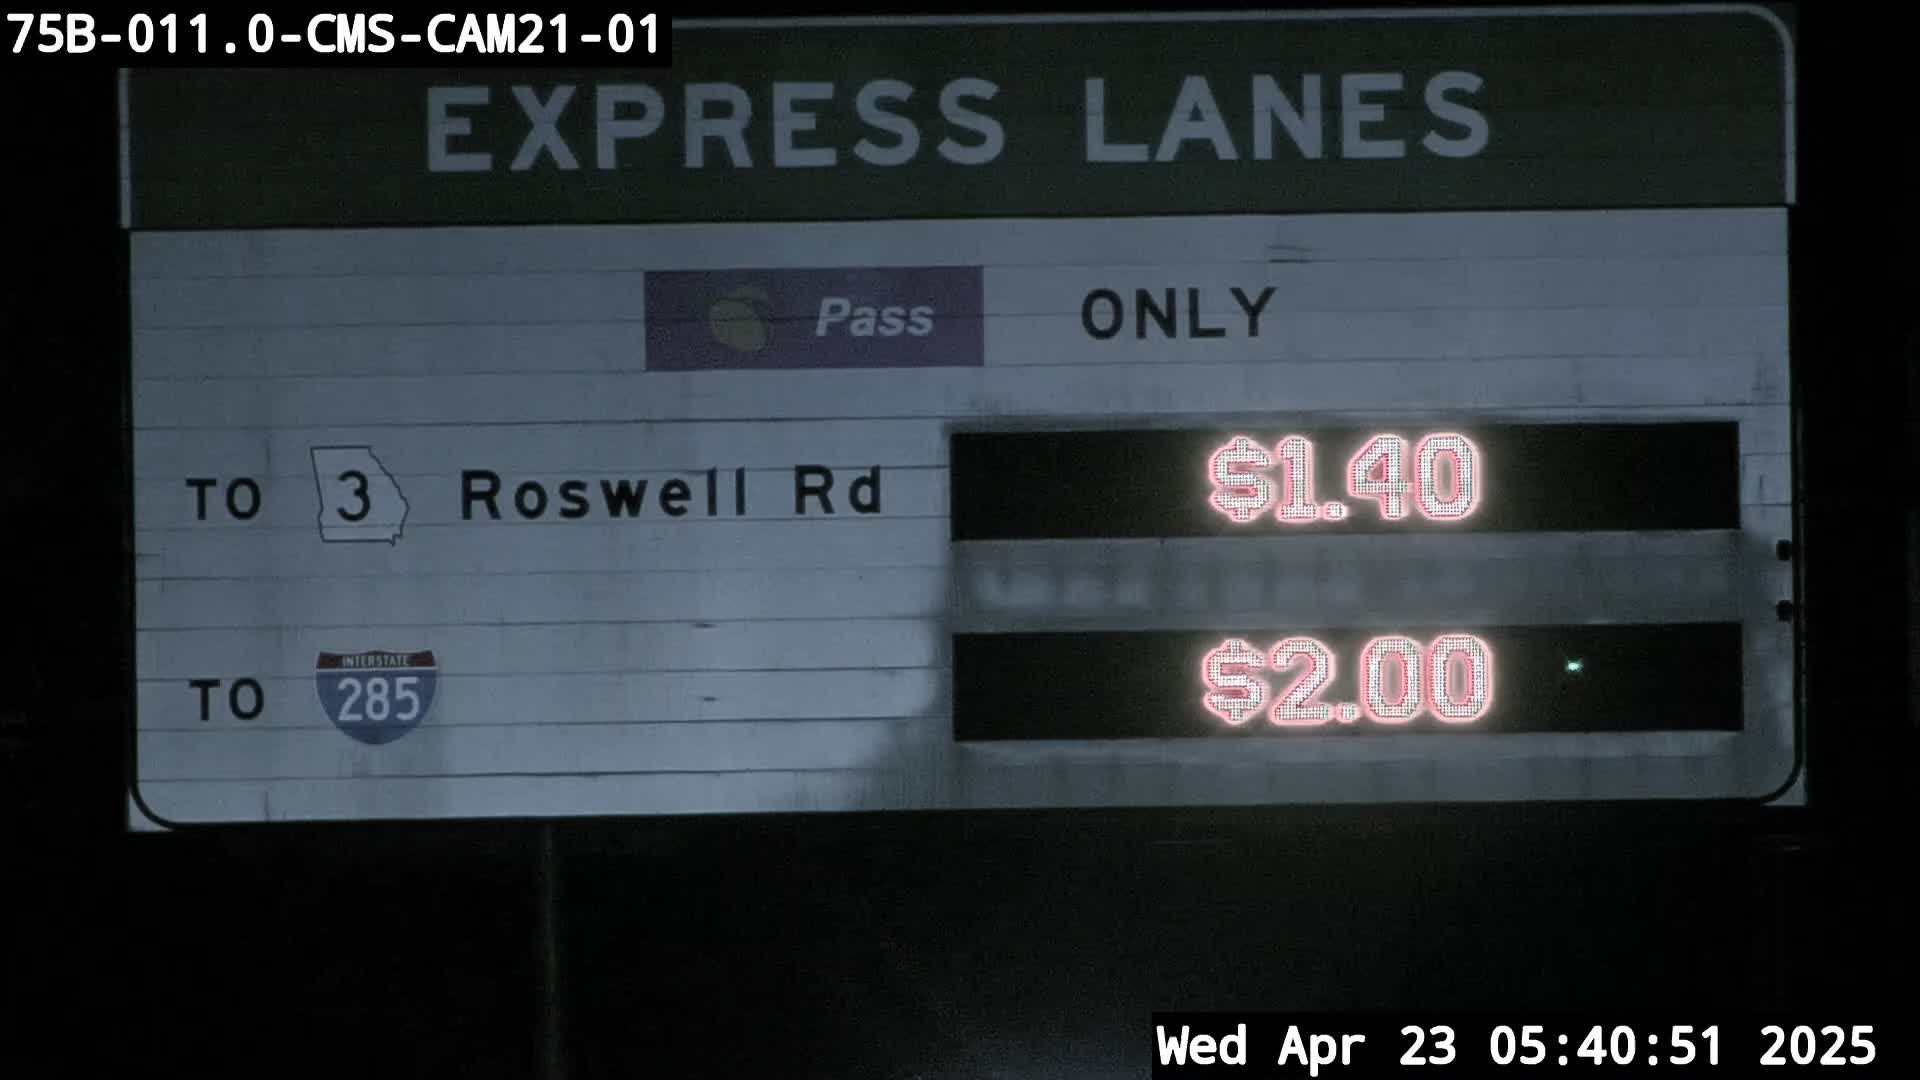 75B-011.0-CMS-CAM21-01
EXPRESS LANES
Pass ONLY
TO 3 Roswell Rd $1.40
TO INTERSTATE 285 $2.00
Wed Apr 23 05:40:51 2025